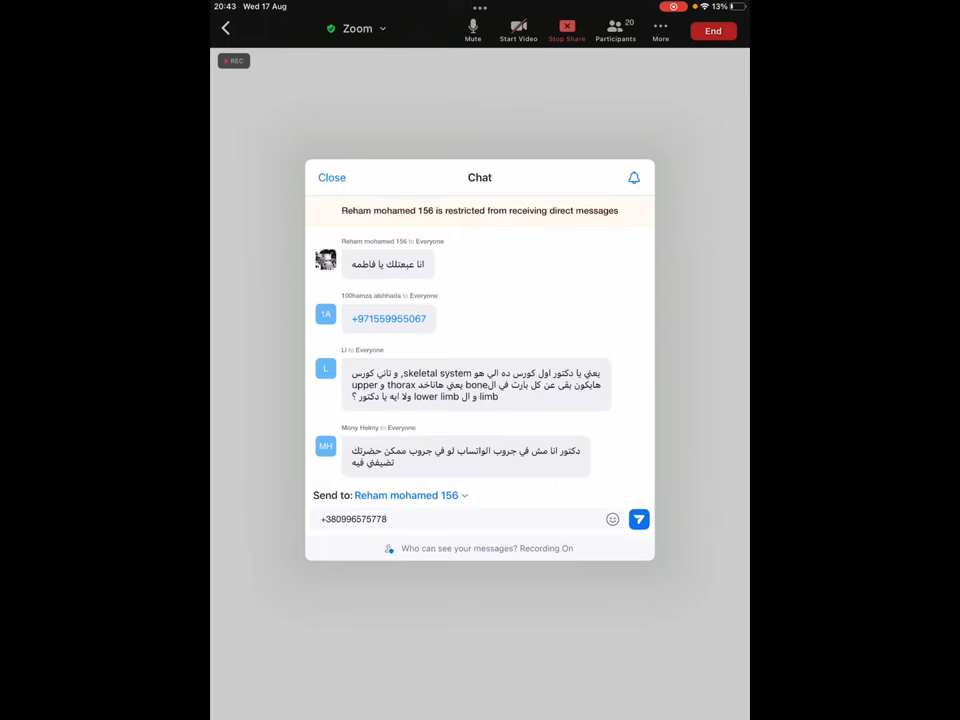 20:43 Wed 17 Aug
13%
Zoom
20
Mute
Start Video
Stop Share
Participants
More
End
REC
Close
Chat
Reham mohamed 156 is restricted from receiving direct messages
Reham mohamed 156 to Everyone
انا عبعتلك يا فاطمه
100hamza alshhada to Everyone
1A
+971559955067
Li to Everyone
L
يعني يا دكتور اول كورس ده الي هو skeletal system, و تاني كورس
هايكون بقى عن كل بارت في الbone يعني هاناخد thorax و upper
limb و ال lower limb ولا ايه يا دكتور ؟
Mony Helmy to Everyone
MH
دكتور انا مش في جروب الواتساب لو في جروب ممكن حضرتك
تضيفني فيه
Send to: Reham mohamed 156
+380996575778
Who can see your messages? Recording On